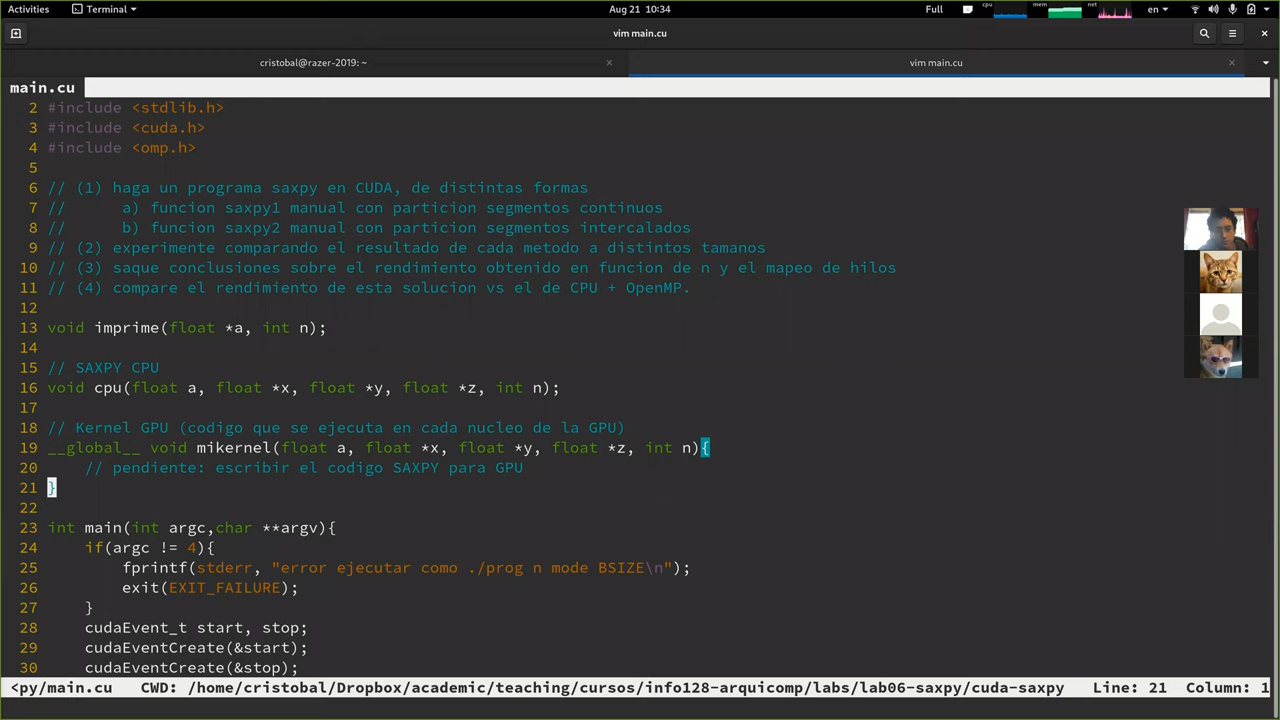 Activities Terminal Aug 21 10:34 Full cpu mem net en
vim main.cu
cristobal@razer-2019: ~ × vim main.cu ×
main.cu
2 #include <stdlib.h>
3 #include <cuda.h>
4 #include <omp.h>
5
6 // (1) haga un programa saxpy en CUDA, de distintas formas
7 // a) funcion saxpy1 manual con particion segmentos continuos
8 // b) funcion saxpy2 manual con particion segmentos intercalados
9 // (2) experimente comparando el resultado de cada metodo a distintos tamanos
10 // (3) saque conclusiones sobre el rendimiento obtenido en funcion de n y el mapeo de hilos
11 // (4) compare el rendimiento de esta solucion vs el de CPU + OpenMP.
12
13 void imprime(float *a, int n);
14
15 // SAXPY CPU
16 void cpu(float a, float *x, float *y, float *z, int n);
17
18 // Kernel GPU (codigo que se ejecuta en cada nucleo de la GPU)
19 __global__ void mikernel(float a, float *x, float *y, float *z, int n){
20 // pendiente: escribir el codigo SAXPY para GPU
21 }
22
23 int main(int argc,char **argv){
24 if(argc != 4){
25 fprintf(stderr, "error ejecutar como ./prog n mode BSIZE\n");
26 exit(EXIT_FAILURE);
27 }
28 cudaEvent_t start, stop;
29 cudaEventCreate(&start);
30 cudaEventCreate(&stop);
<py/main.cu CWD: /home/cristobal/Dropbox/academic/teaching/cursos/info128-arquicomp/labs/lab06-saxpy/cuda-saxpy Line: 21 Column: 1